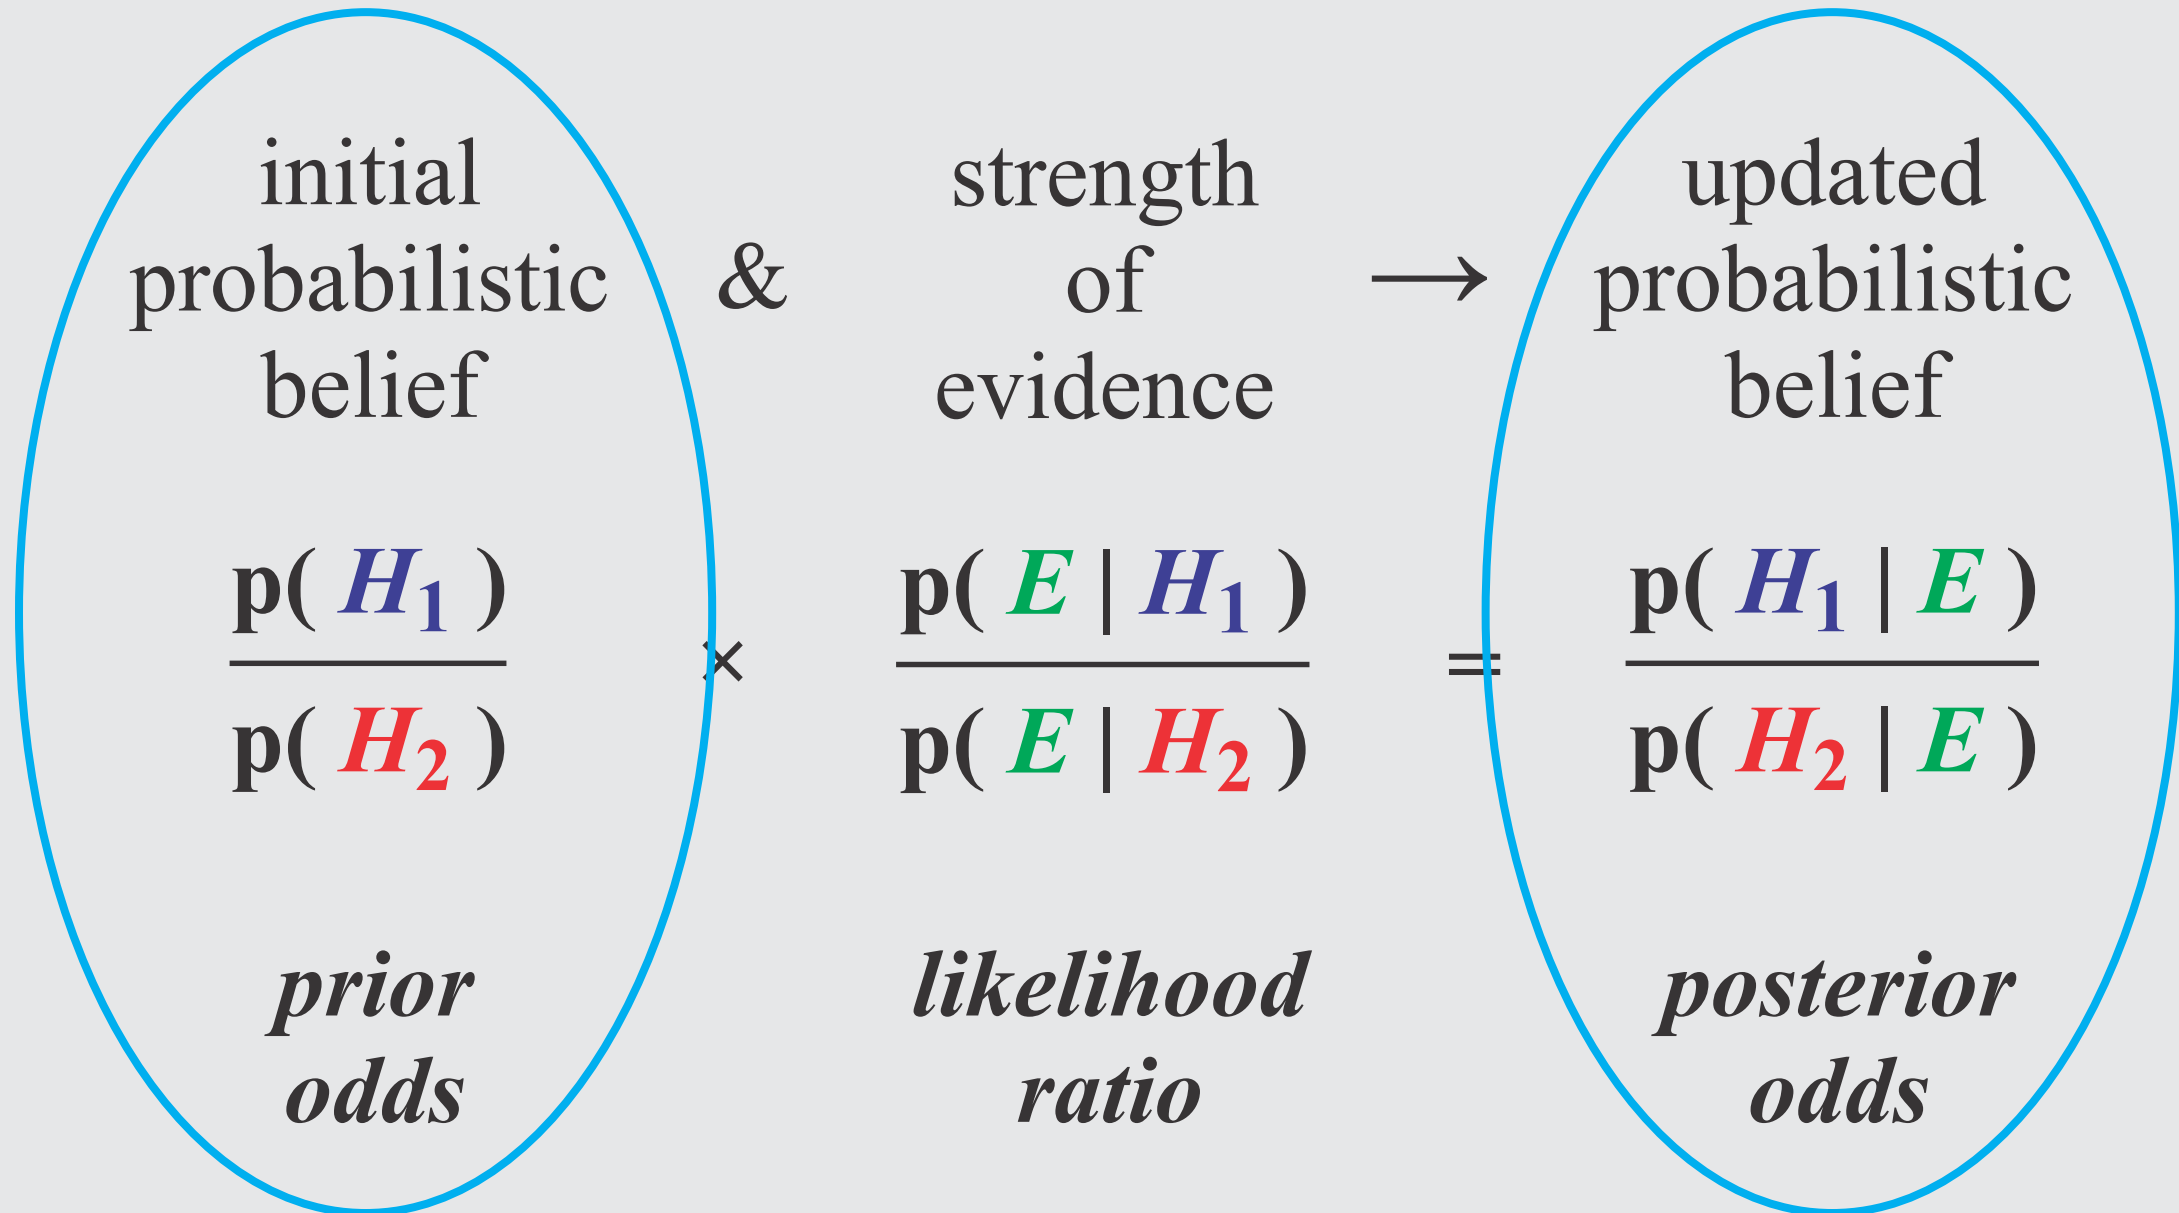 initial
probabilistic
belief
&
strength
of
evidence
→
updated
probabilistic
belief
p( H₁ )
p( H₂ )
×
p( E | H₁ )
p( E | H₂ )
=
p( H₁ | E )
p( H₂ | E )
prior
odds
likelihood
ratio
posterior
odds